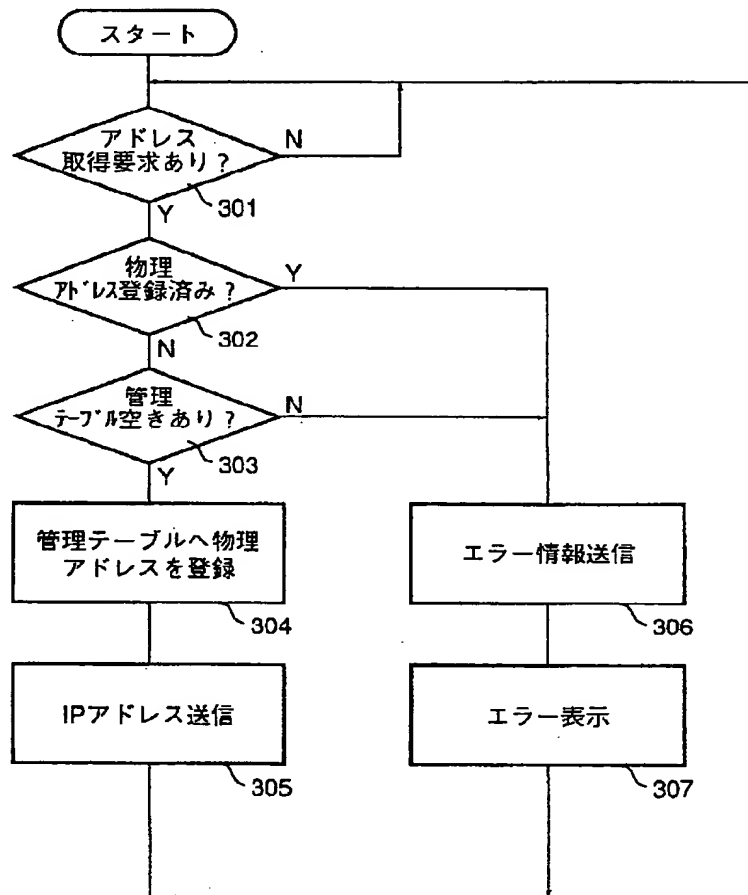 スタート
アドレス
取得要求あり？
N
301
Y
物理
アドレス登録済み？
Y
302
N
管理
テーブル空きあり？
N
303
Y
管理テーブルへ物理
アドレスを登録
304
エラー情報送信
306
IPアドレス送信
305
エラー表示
307